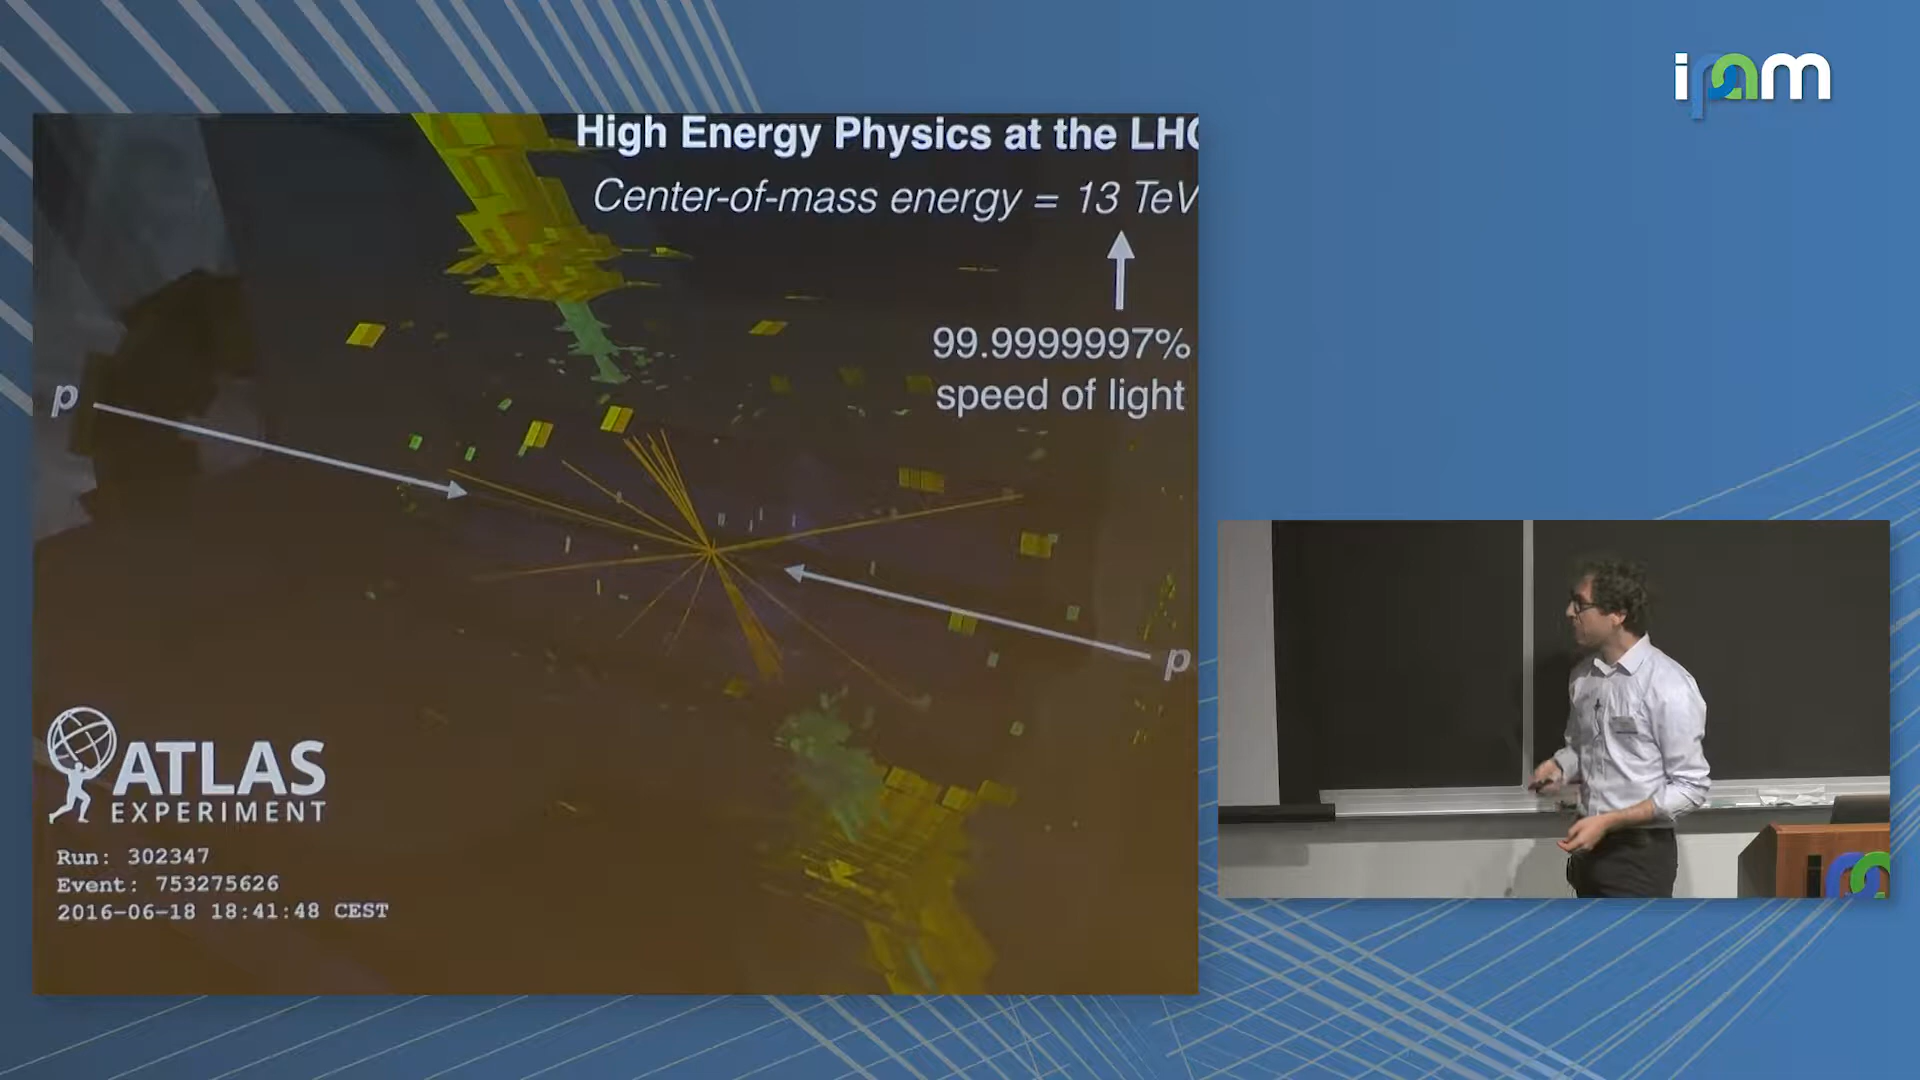 ipam
High Energy Physics at the LHC
Center-of-mass energy = 13 TeV
99.9999997%
speed of light
p
p
ATLAS
EXPERIMENT
Run: 302347
Event: 753275626
2016-06-18 18:41:48 CEST